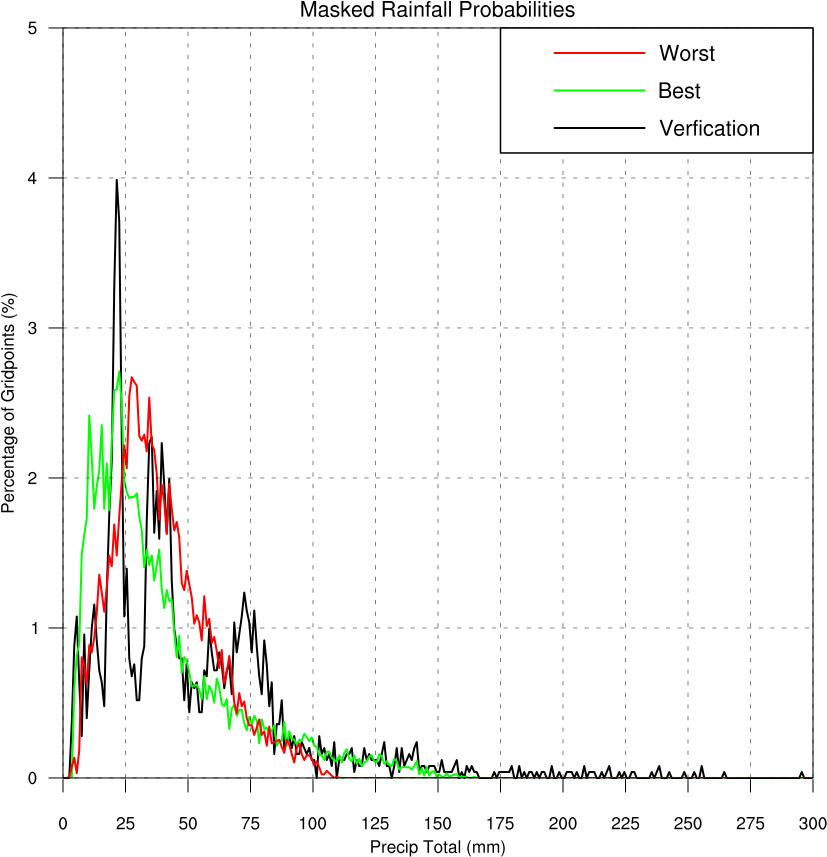 Masked Rainfall Probabilities
Worst
Best
Verfication
Percentage of Gridpoints (%)
5
4
3
2
1
0
0 25 50 75 100 125 150 175 200 225 250 275 300
Precip Total (mm)